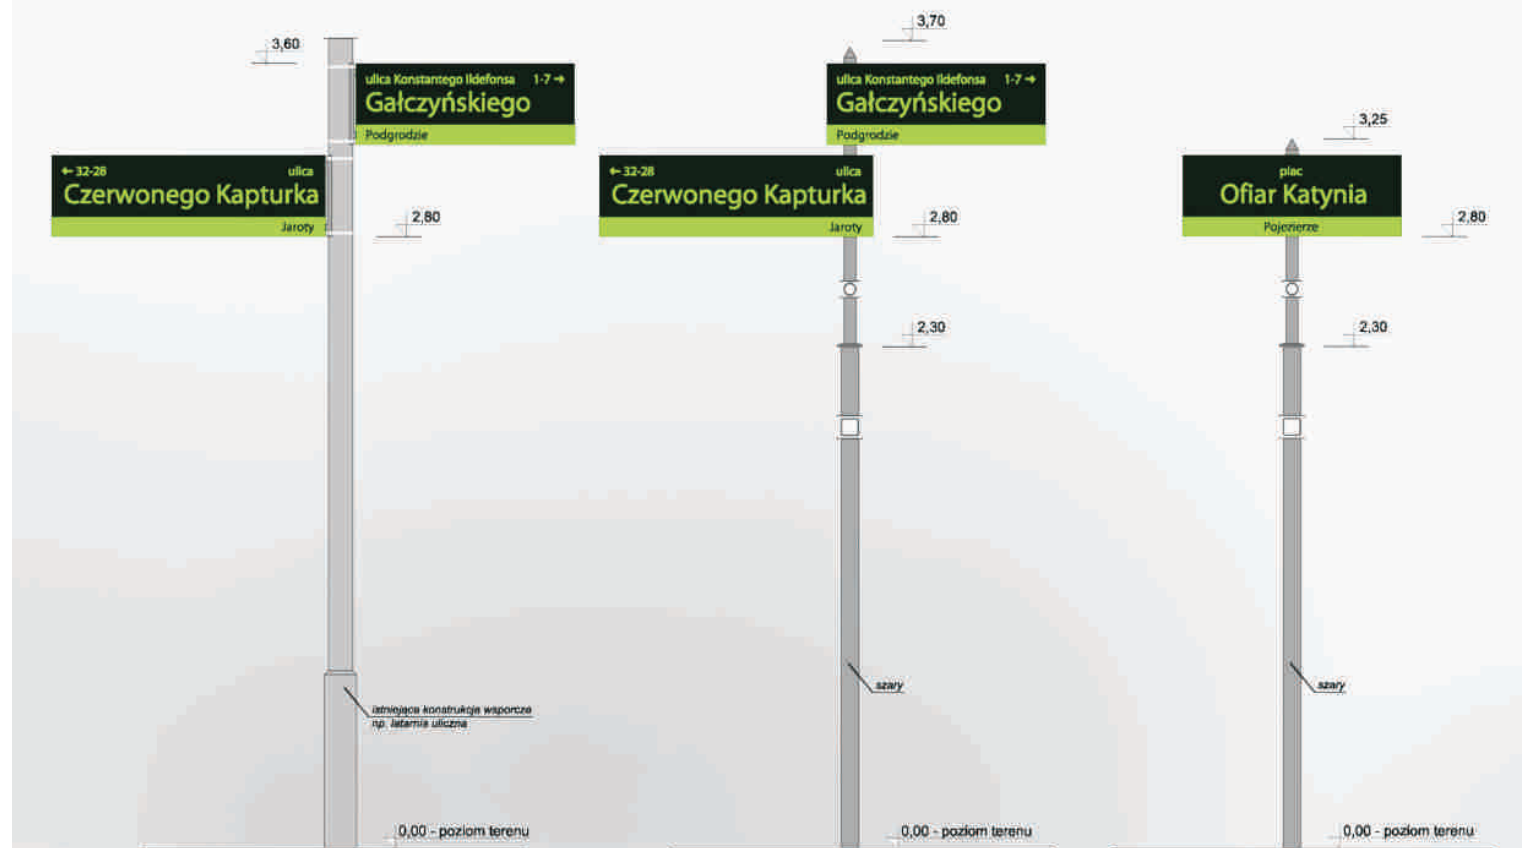 3,60
ulica Konstantego Ildefonsa 1-7 →
Gałczyńskiego
Podgrodzie
← 32-28 ulica
Czerwonego Kapturka
Jaroty
2,80
istniejąca konstrukcja wsporcza
np. latarnia uliczna
0,00 - poziom terenu
3,70
ulica Konstantego Ildefonsa 1-7 →
Gałczyńskiego
Podgrodzie
← 32-28 ulica
Czerwonego Kapturka
Jaroty
2,80
2,30
szary
0,00 - poziom terenu
3,25
plac
Ofiar Katynia
Pojezierze
2,80
2,30
szary
0,00 - poziom terenu